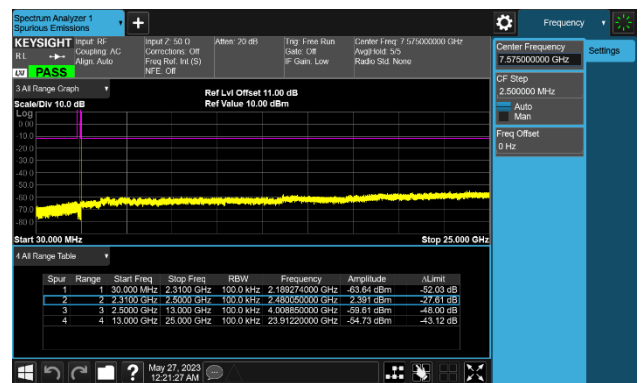 Spectrum Analyzer 1
Spurious Emissions
Frequency
KEYSIGHT Input: RF Input Z: 50 Ω Atten: 20 dB Trig: Free Run Center Freq: 7.575000000 GHz
RL Coupling: AC Corrections: Off Gate: Off Avg|Hold: 5/5
Align: Auto Freq Ref: Int (S) IF Gain: Low Radio Std: None
LXI PASS NFE: Off
Center Frequency
7.575000000 GHz
Settings
CF Step
2.500000 MHz
Auto
Man
Freq Offset
0 Hz
3 All Range Graph
Ref Lvl Offset 11.00 dB
Scale/Div 10.0 dB Ref Value 10.00 dBm
Log
0.00
-10.0
-20.0
-30.0
-40.0
-50.0
-60.0
-70.0
-80.0
Start 30.000 MHz Stop 25.000 GHz
4 All Range Table
Spur Range Start Freq Stop Freq RBW Frequency Amplitude ΔLimit
1 1 30.000 MHz 2.3100 GHz 100.0 kHz 2.189274000 GHz -63.64 dBm -52.03 dB
2 2 2.3100 GHz 2.5000 GHz 100.0 kHz 2.480050000 GHz 2.391 dBm -27.61 dB
3 3 2.5000 GHz 13.000 GHz 100.0 kHz 4.008850000 GHz -59.61 dBm -48.00 dB
4 4 13.000 GHz 25.000 GHz 100.0 kHz 23.91220000 GHz -54.73 dBm -43.12 dB
May 27, 2023
12:21:27 AM